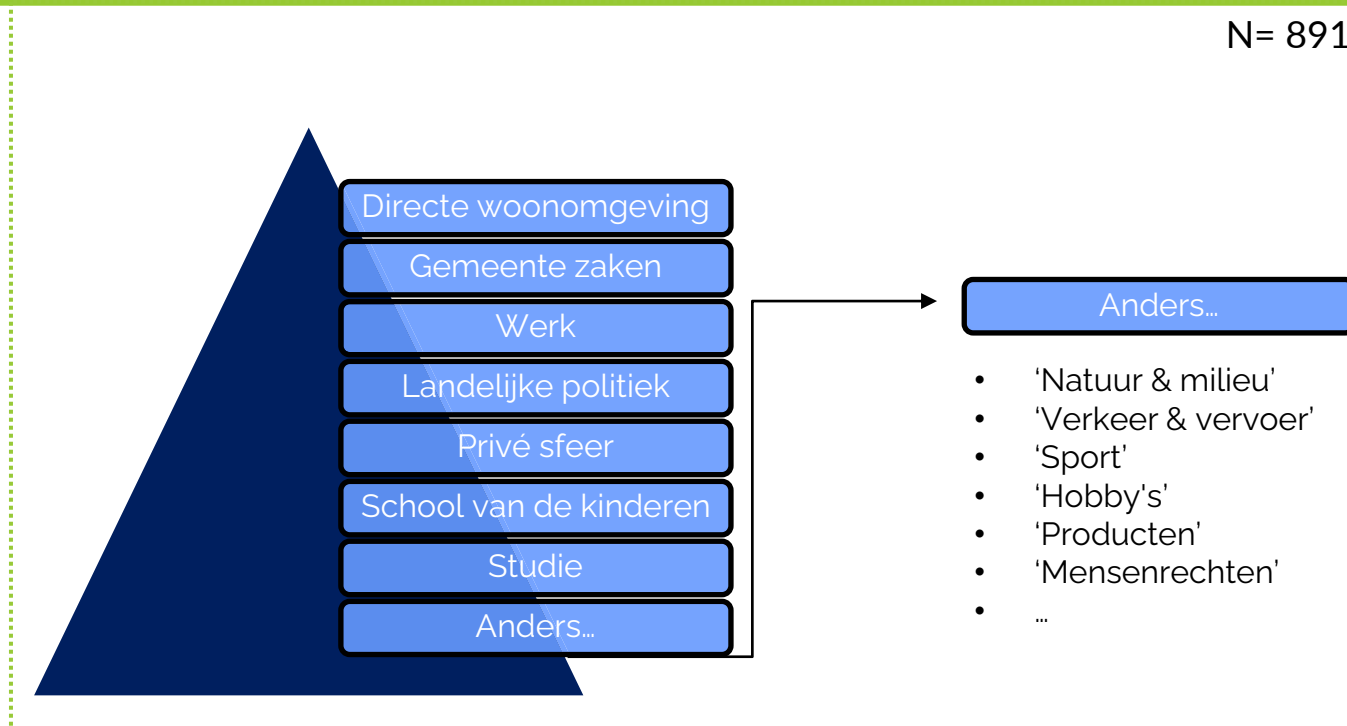 N= 891
Directe woonomgeving
Gemeente zaken
Werk
Landelijke politiek
Privé sfeer
School van de kinderen
Studie
Anders…
Anders…
• ‘Natuur & milieu’
• ‘Verkeer & vervoer’
• ‘Sport’
• ‘Hobby's’
• ‘Producten’
• ‘Mensenrechten’
• …